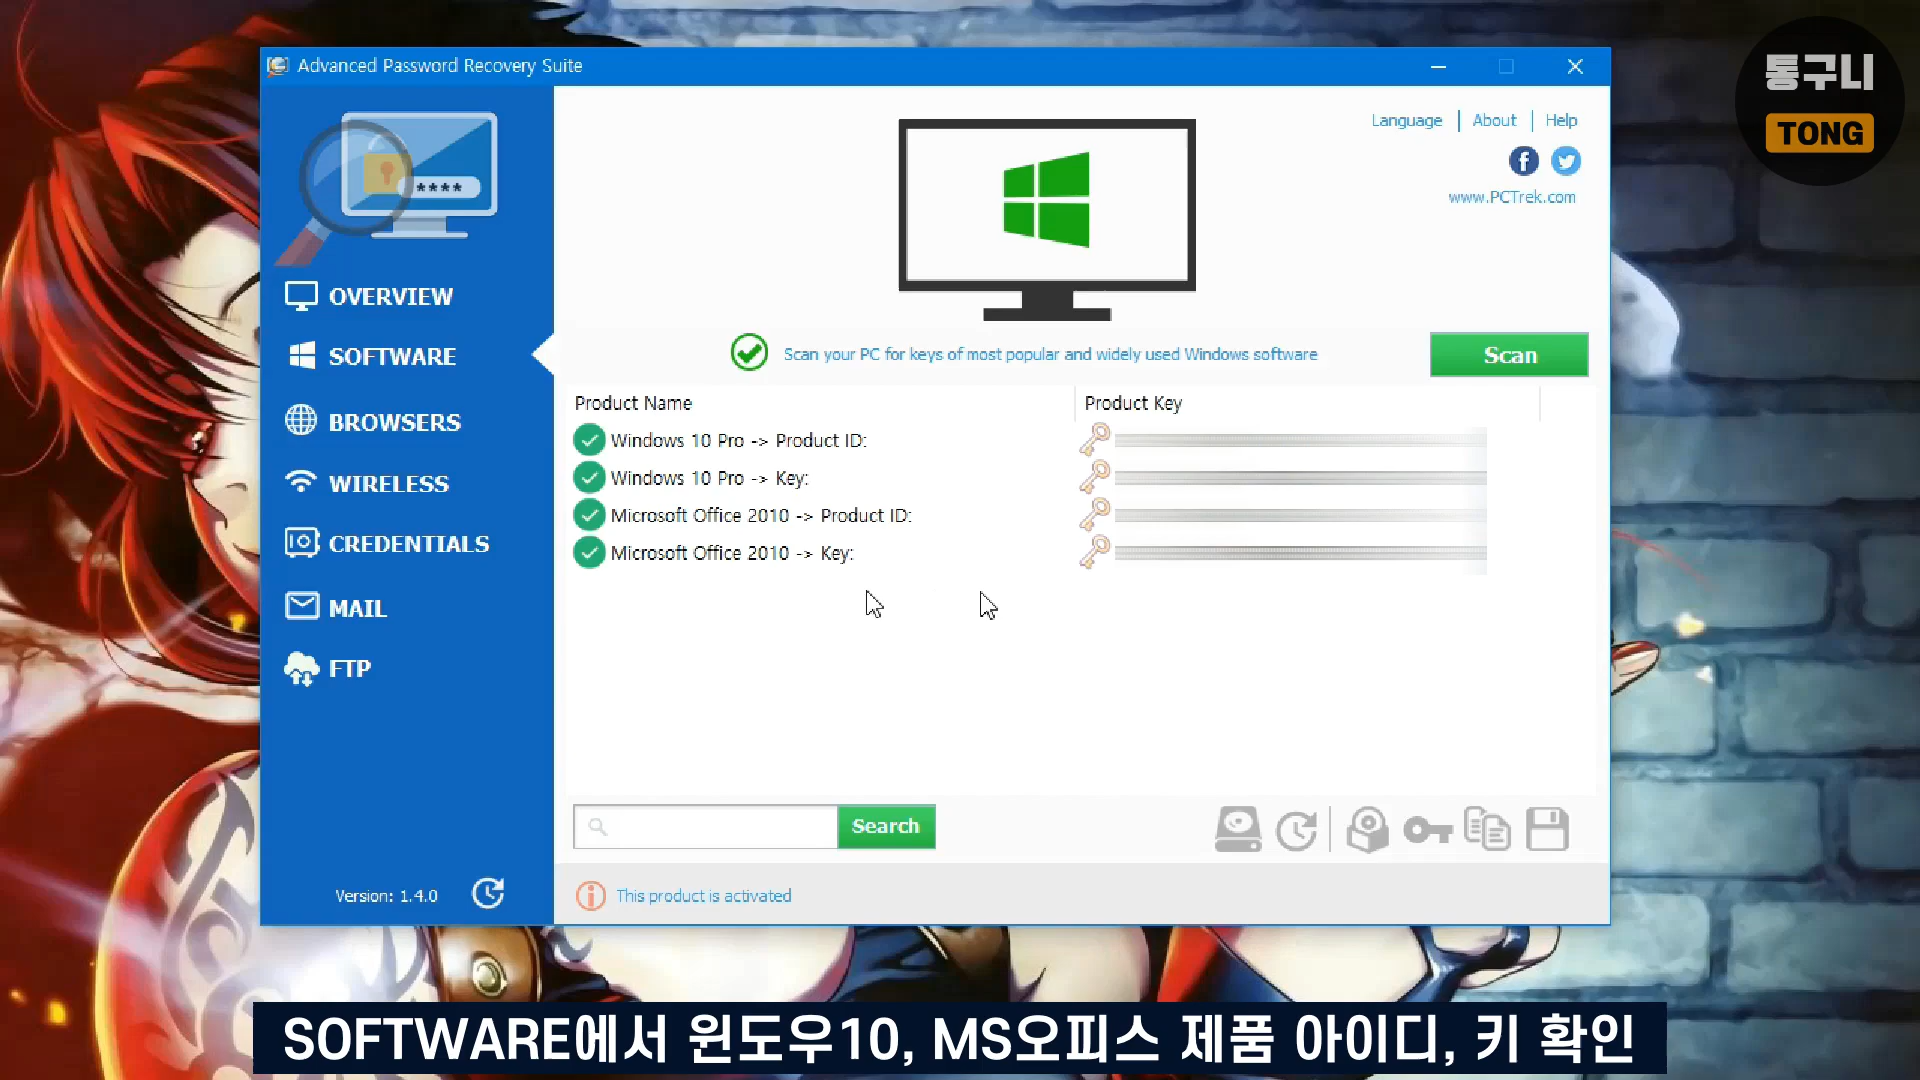 Advanced Password Recovery Suite
통구니
TONG
Language
About
Help
www.PCTrek.com
****
OVERVIEW
SOFTWARE
BROWSERS
WIRELESS
CREDENTIALS
MAIL
FTP
Scan your PC for keys of most popular and widely used Windows software
Scan
Product Name
Product Key
Windows 10 Pro -> Product ID:
Windows 10 Pro -> Key:
Microsoft Office 2010 -> Product ID:
Microsoft Office 2010 -> Key:
Search
Version: 1.4.0
This product is activated
SOFTWARE에서 윈도우10, MS오피스 제품 아이디, 키 확인